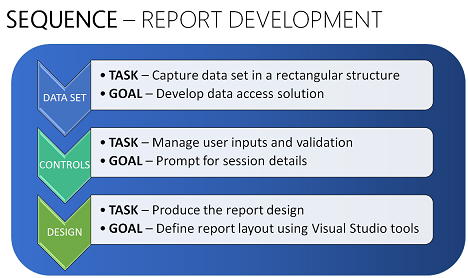 SEQUENCE – REPORT DEVELOPMENT
DATA SET
• TASK – Capture data set in a rectangular structure
• GOAL – Develop data access solution
CONTROLS
• TASK – Manage user inputs and validation
• GOAL – Prompt for session details
DESIGN
• TASK – Produce the report design
• GOAL – Define report layout using Visual Studio tools